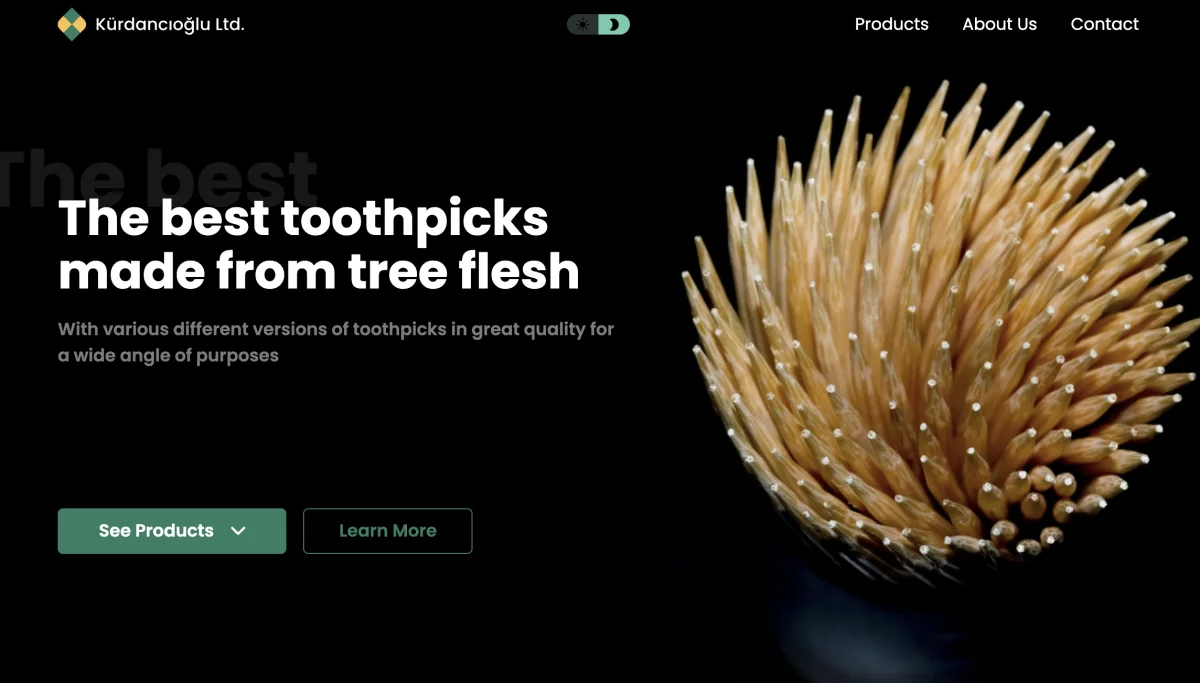 Kürdancıoğlu Ltd.
Products About Us Contact
The best
The best toothpicks
made from tree flesh
With various different versions of toothpicks in great quality for
a wide angle of purposes
See Products Learn More